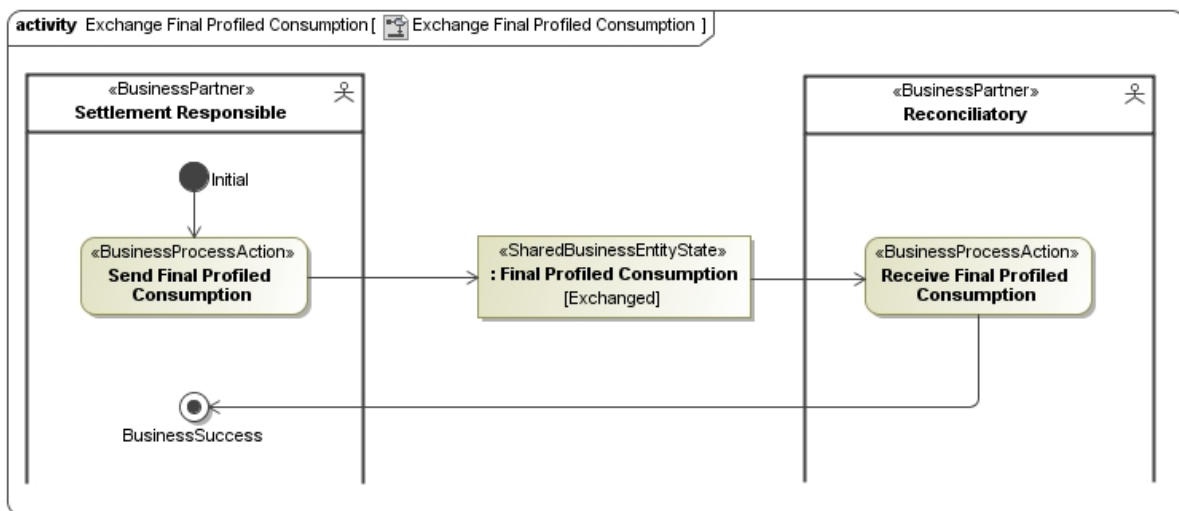 activity Exchange Final Profiled Consumption [ Exchange Final Profiled Consumption ]
«BusinessPartner»
Settlement Responsible
«BusinessPartner»
Reconciliatory
Initial
«BusinessProcessAction»
Send Final Profiled
Consumption
«SharedBusinessEntityState»
: Final Profiled Consumption
[Exchanged]
«BusinessProcessAction»
Receive Final Profiled
Consumption
BusinessSuccess